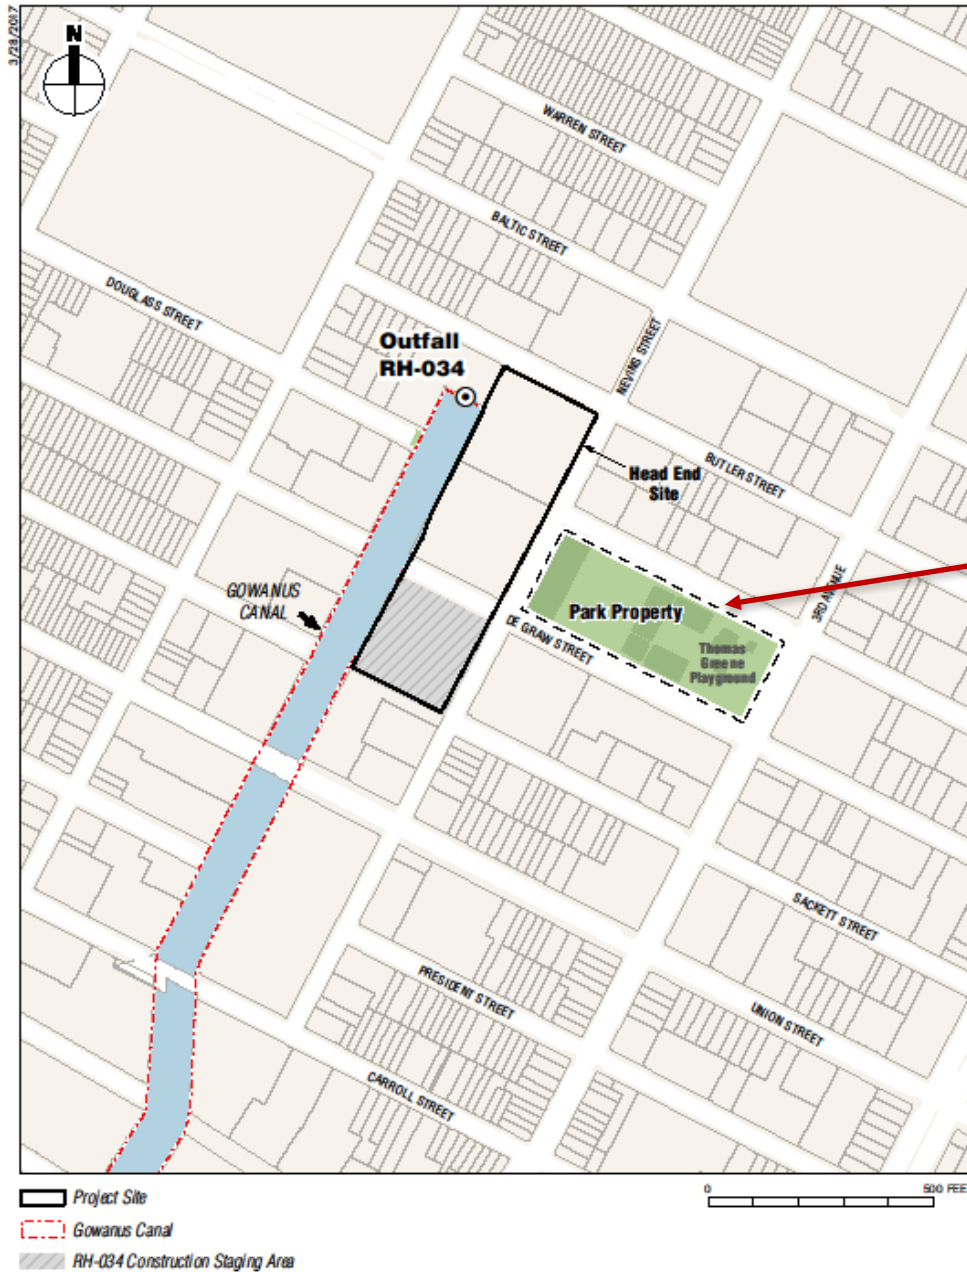 3/28/2017
N
WARREN STREET
BALTIC STREET
DOUGLASS STREET
NEVINS STREET
Outfall
RH-034
Head End
Site
BUTLER STREET
GOWANUS
CANAL
3RD AVENUE
Park Property
DE GRAW STREET
Thomas
Greene
Playground
SACKETT STREET
PRESIDENT STREET
UNION STREET
CARROLL STREET
Project Site
0 500 FEE
Gowanus Canal
RH-034 Construction Staging Area